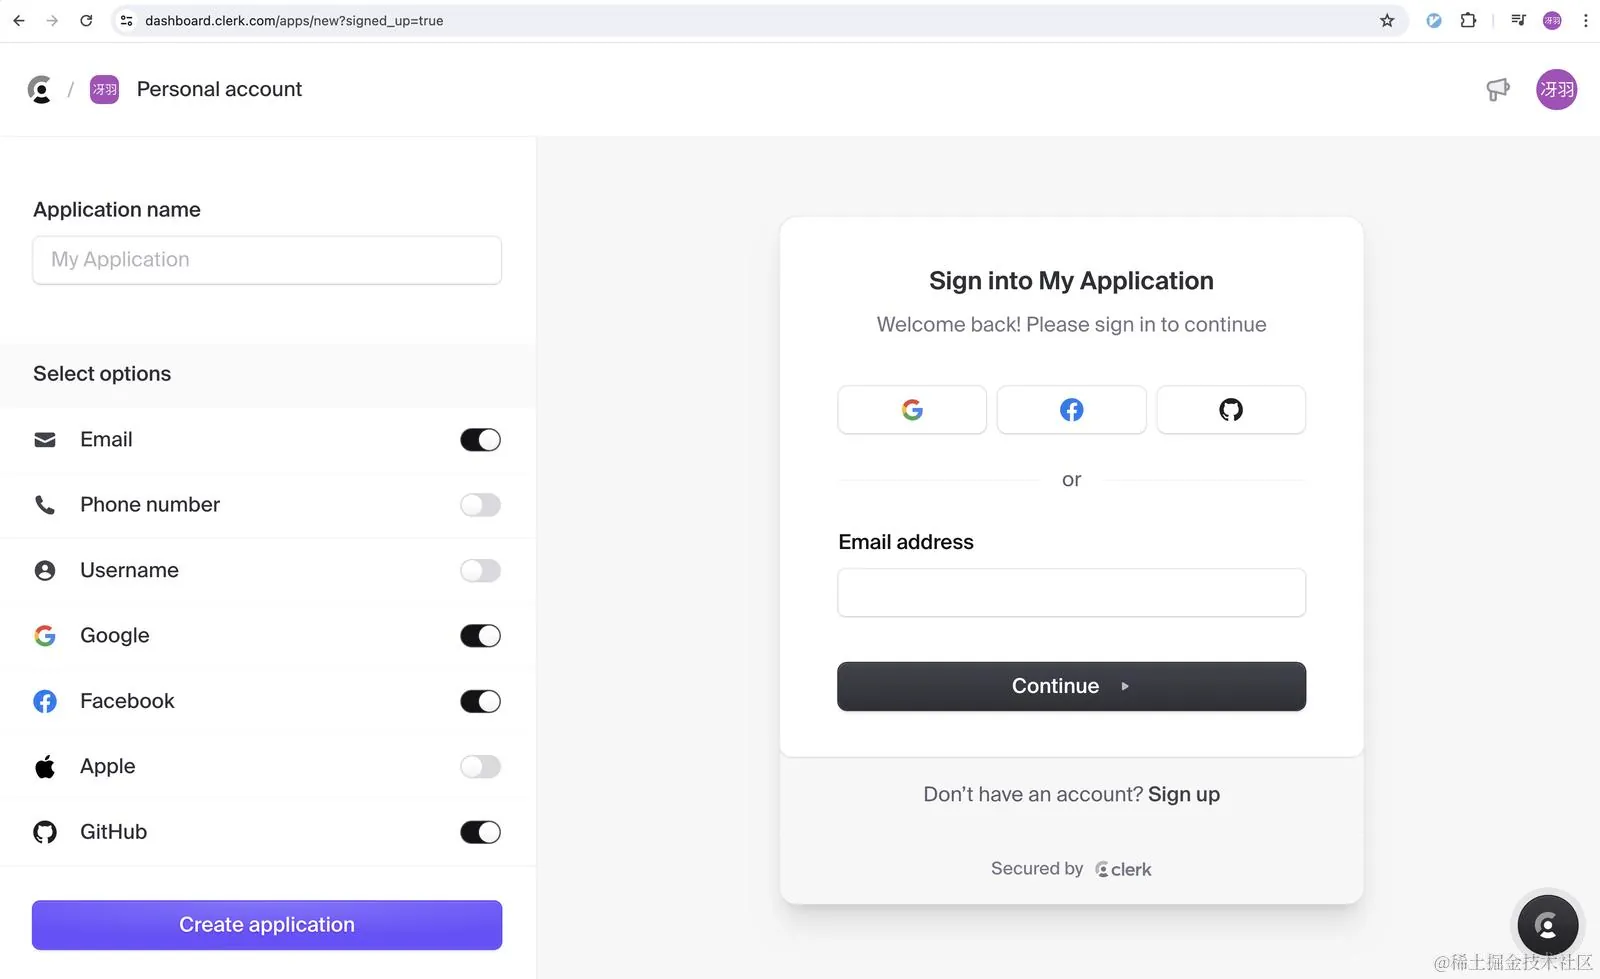 dashboard.clerk.com/apps/new?signed_up=true
冴羽
/
冴羽
Personal account
冴羽
Application name
My Application
Select options
Email
Phone number
Username
Google
Facebook
Apple
GitHub
Create application
Sign into My Application
Welcome back! Please sign in to continue
or
Email address
Continue
Don’t have an account? Sign up
Secured by clerk
@稀土掘金技术社区